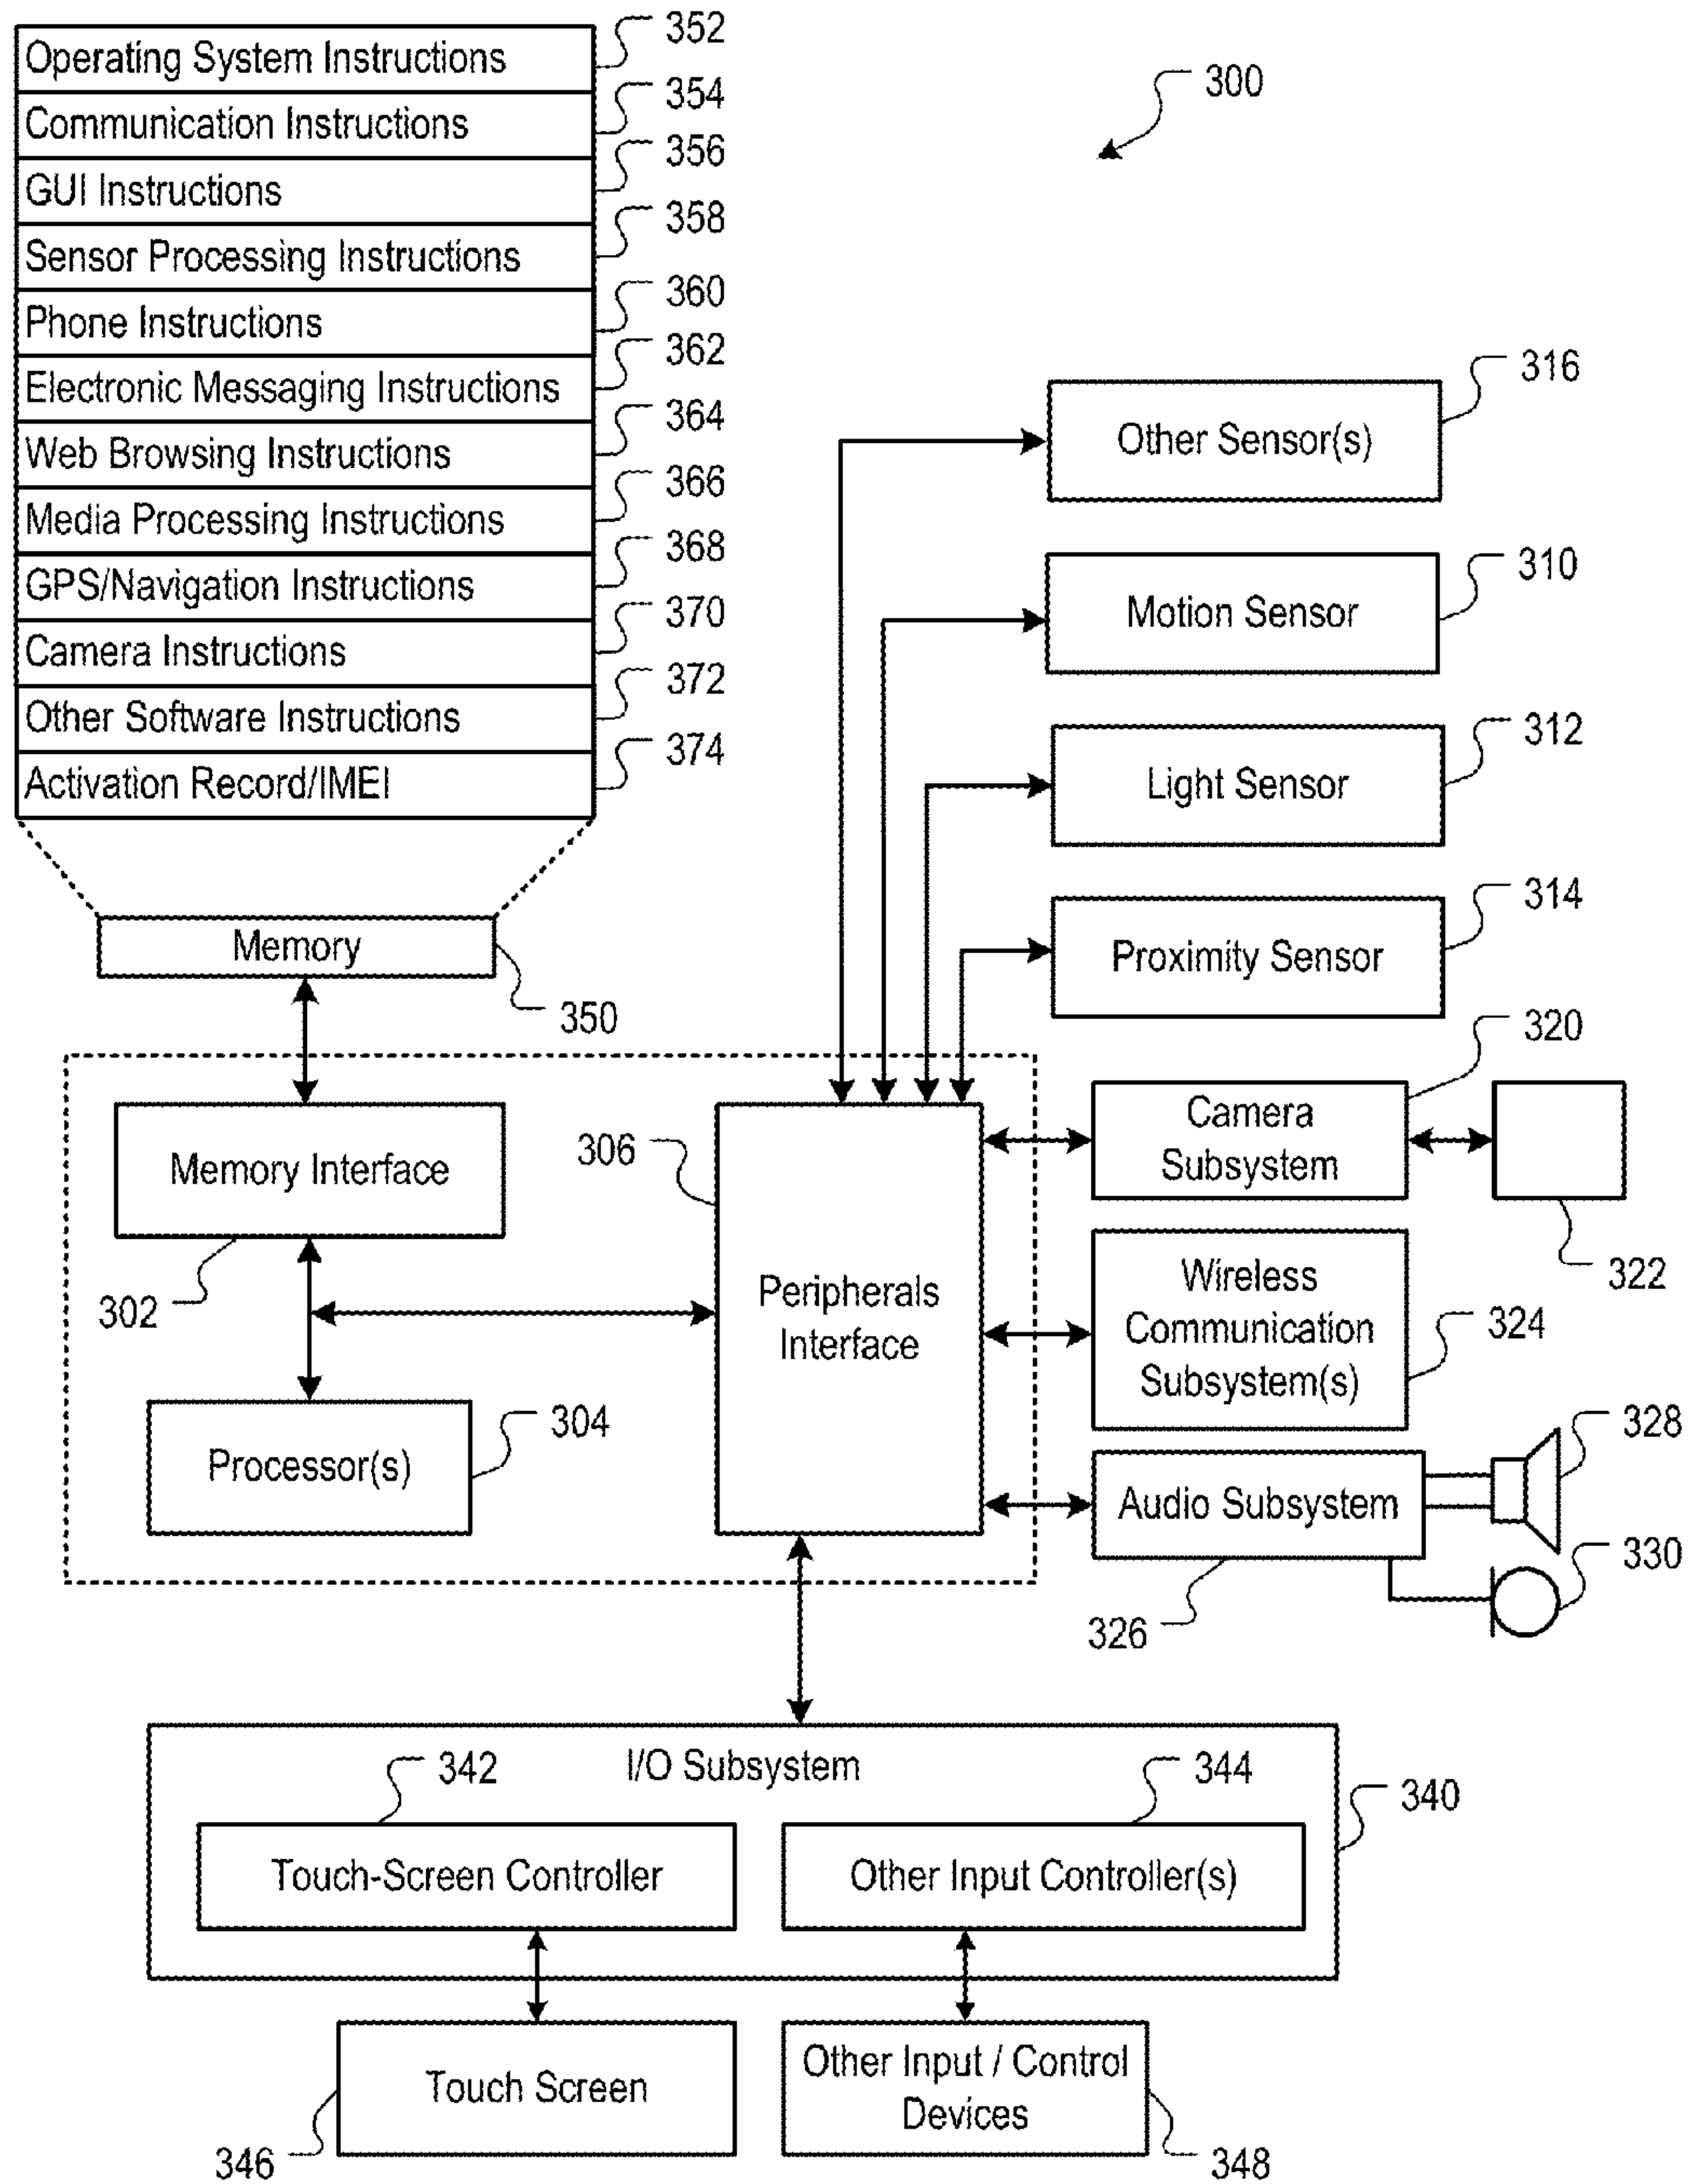 352
Operating System Instructions
354
Communication Instructions
356
GUI Instructions
358
Sensor Processing Instructions
360
Phone Instructions
362
Electronic Messaging Instructions
364
Web Browsing Instructions
366
Media Processing Instructions
368
GPS/Navigation Instructions
370
Camera Instructions
372
Other Software Instructions
374
Activation Record/IMEI
Memory
350
300
316
Other Sensor(s)
310
Motion Sensor
312
Light Sensor
314
Proximity Sensor
320
Camera
Subsystem
322
Memory Interface
302
306
Peripherals
Interface
Wireless
Communication
Subsystem(s)
324
Processor(s)
304
328
Audio Subsystem
330
326
I/O Subsystem
342
344
340
Touch-Screen Controller
Other Input Controller(s)
Touch Screen
346
Other Input / Control
Devices
348